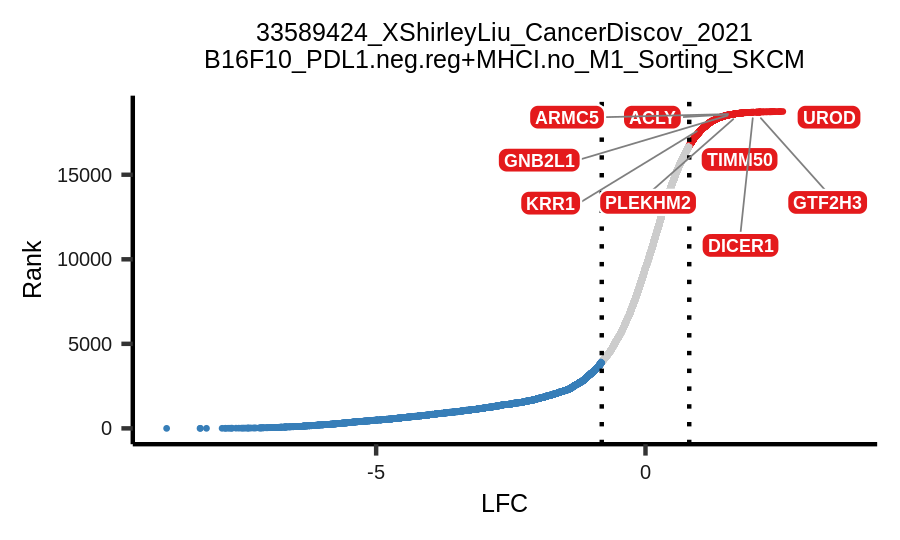 33589424_XShirleyLiu_CancerDiscov_2021
B16F10_PDL1.neg.reg+MHCI.no_M1_Sorting_SKCM
ARMC5
ACLY
UROD
GNB2L1
TIMM50
KRR1
PLEKHM2
GTF2H3
DICER1
15000
10000
5000
0
Rank
-5
0
LFC